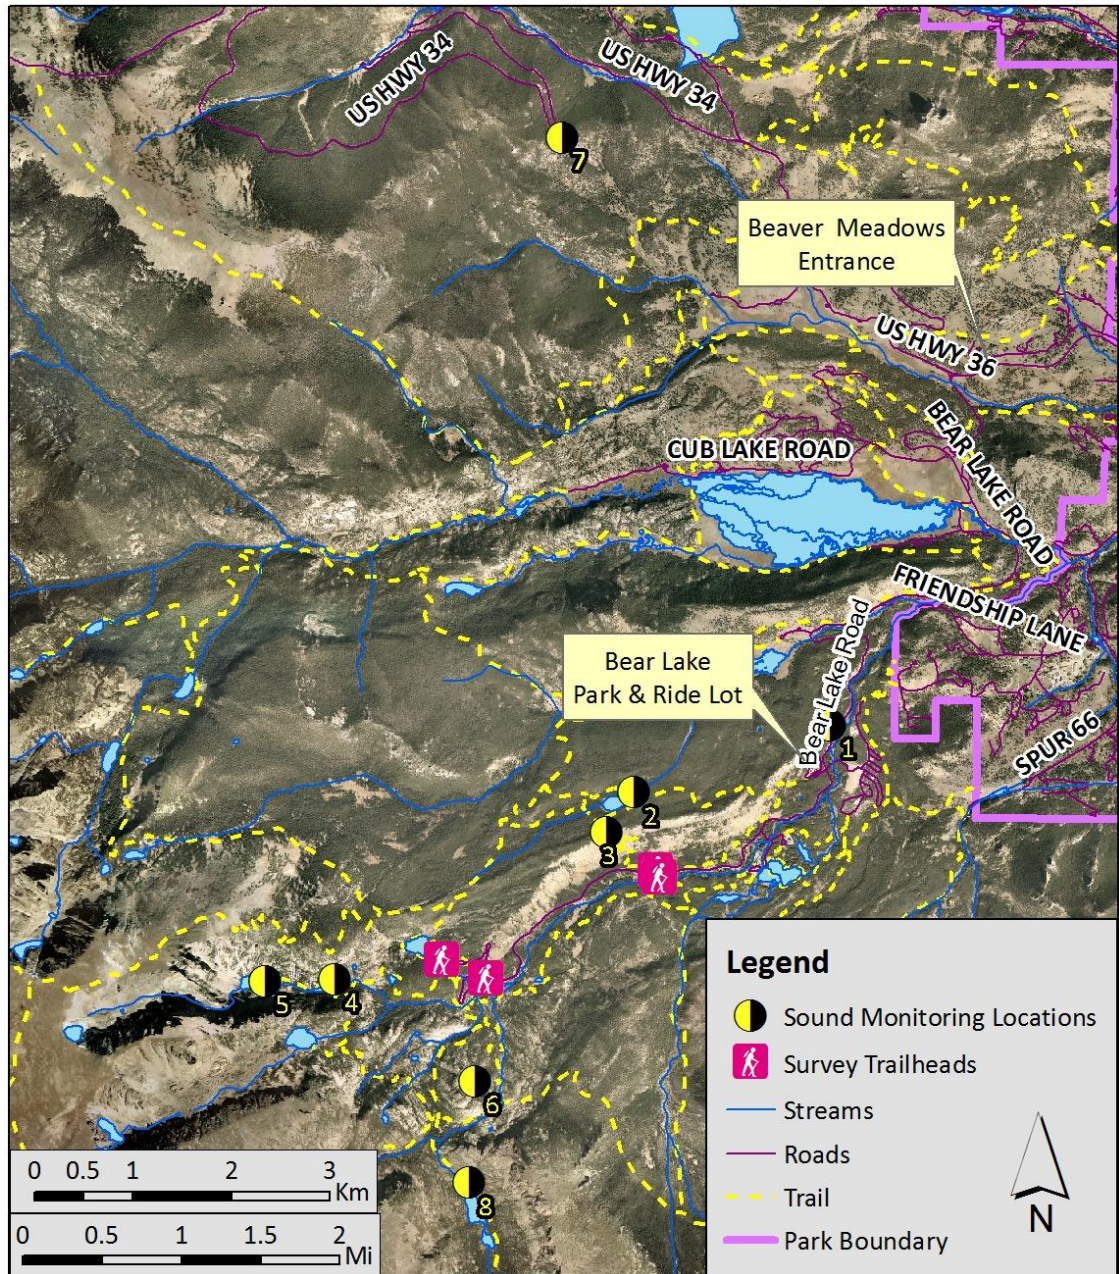 US HWY 34
US HWY 34
7
Beaver Meadows
Entrance
US HWY 36
BEAR LAKE ROAD
CUB LAKE ROAD
FRIENDSHIP LANE
Bear Lake Road
Bear Lake
Park & Ride Lot
SPUR 66
1
2
3
5
4
6
8
Legend
Sound Monitoring Locations
Survey Trailheads
Streams
Roads
Trail
Park Boundary
N
0 0.5 1 2 3
Km
0 0.5 1 1.5 2
Mi